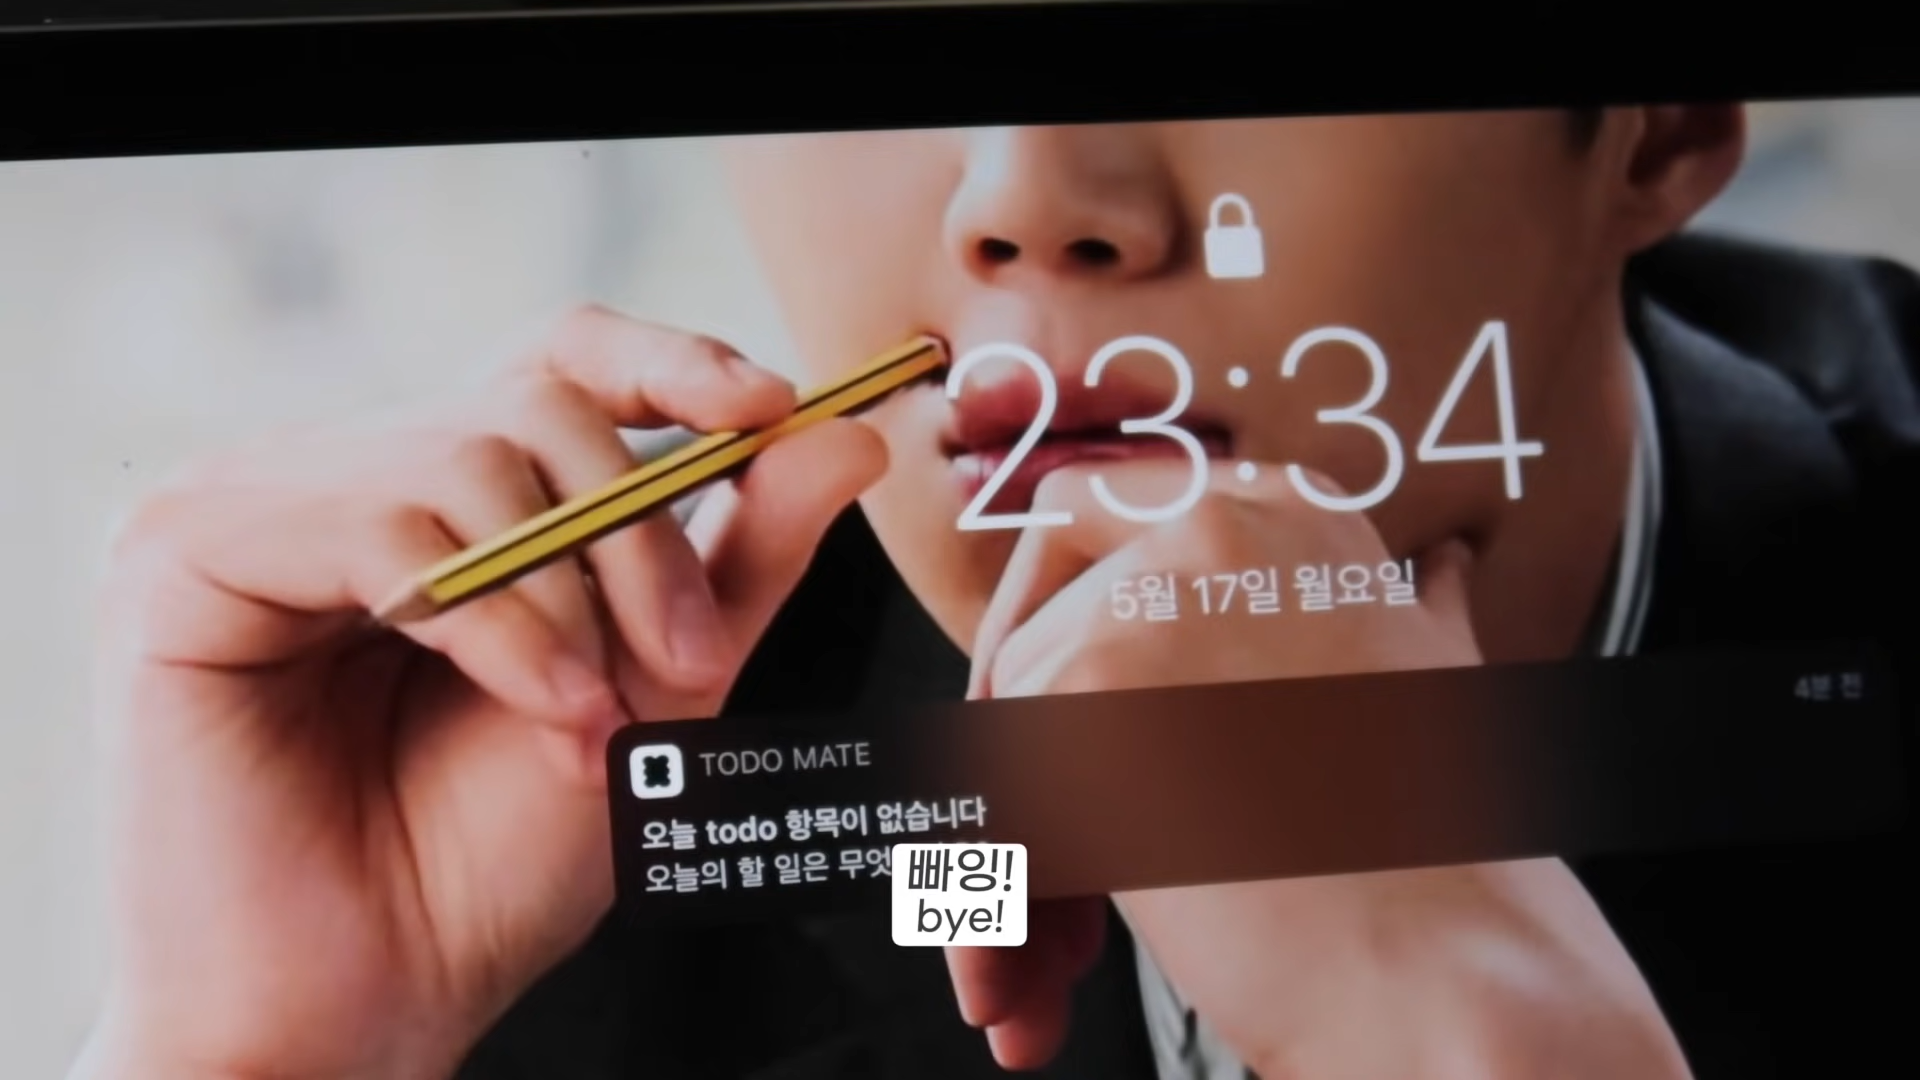 23:34
5월 17일 월요일
TODO MATE
4분 전
오늘 todo 항목이 없습니다
오늘의 할 일은 무엇
빠잉!
bye!